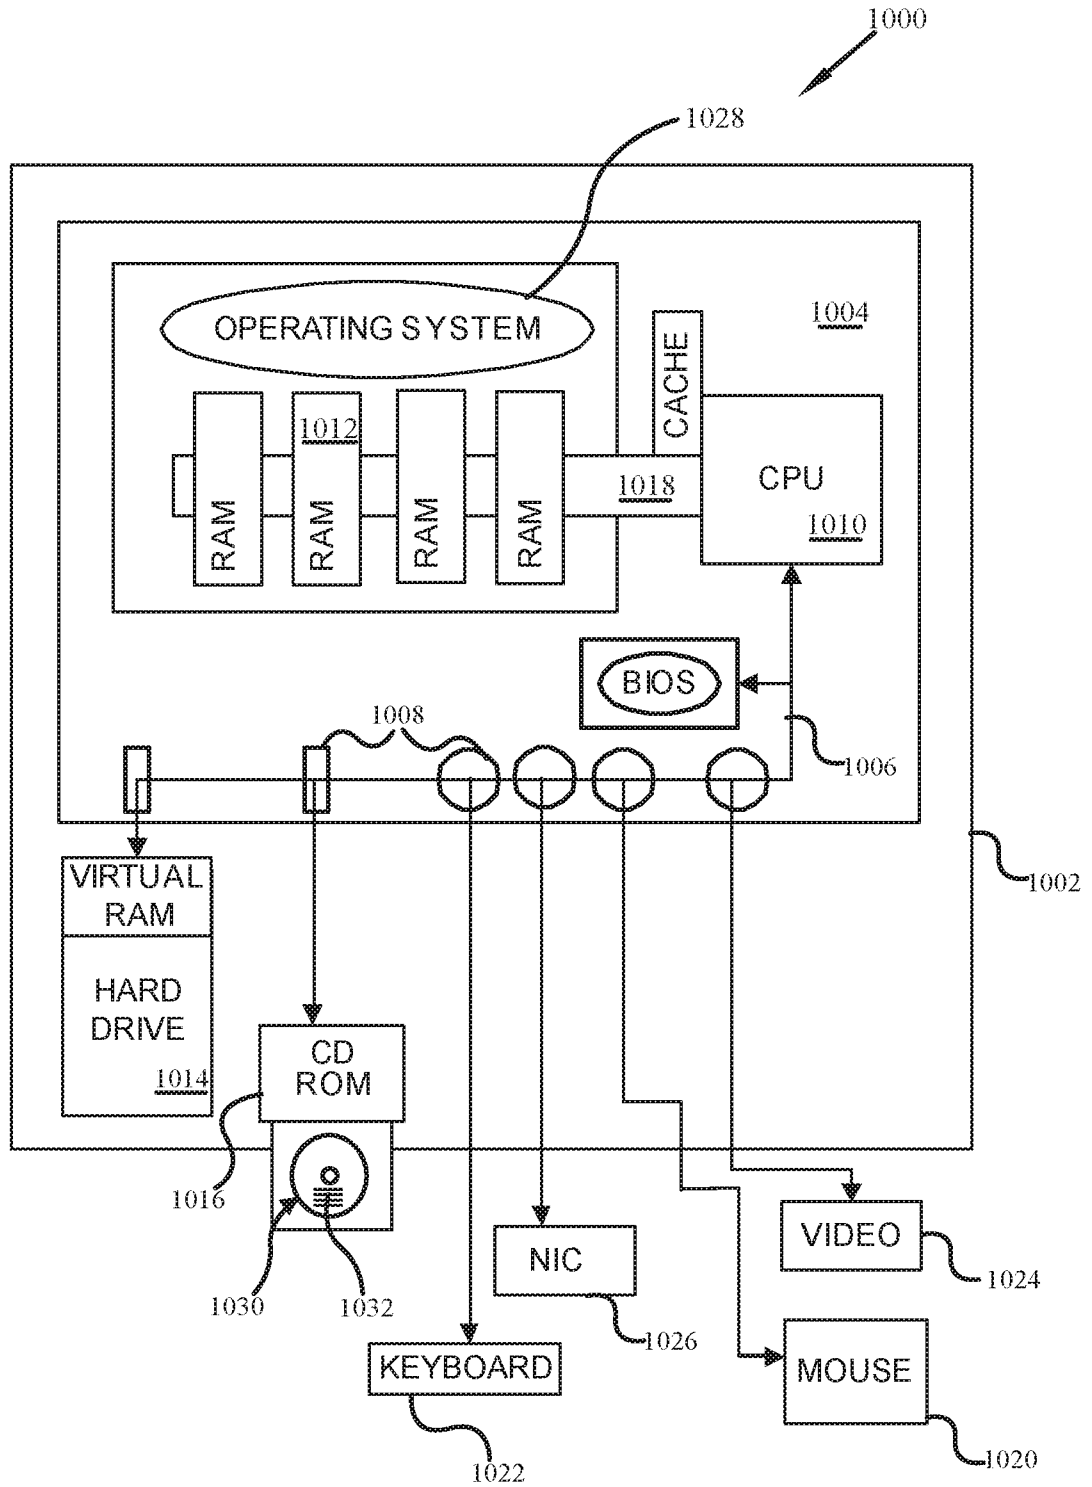 1000
1028
OPERATING SYSTEM
1004
CACHE
1012
CPU
1018
1010
RAM
RAM
RAM
RAM
BIOS
1008
1006
VIRTUAL
RAM
1002
HARD
DRIVE
1014
CD
ROM
1016
1030
1032
NIC
VIDEO
1024
1026
KEYBOARD
MOUSE
1022
1020